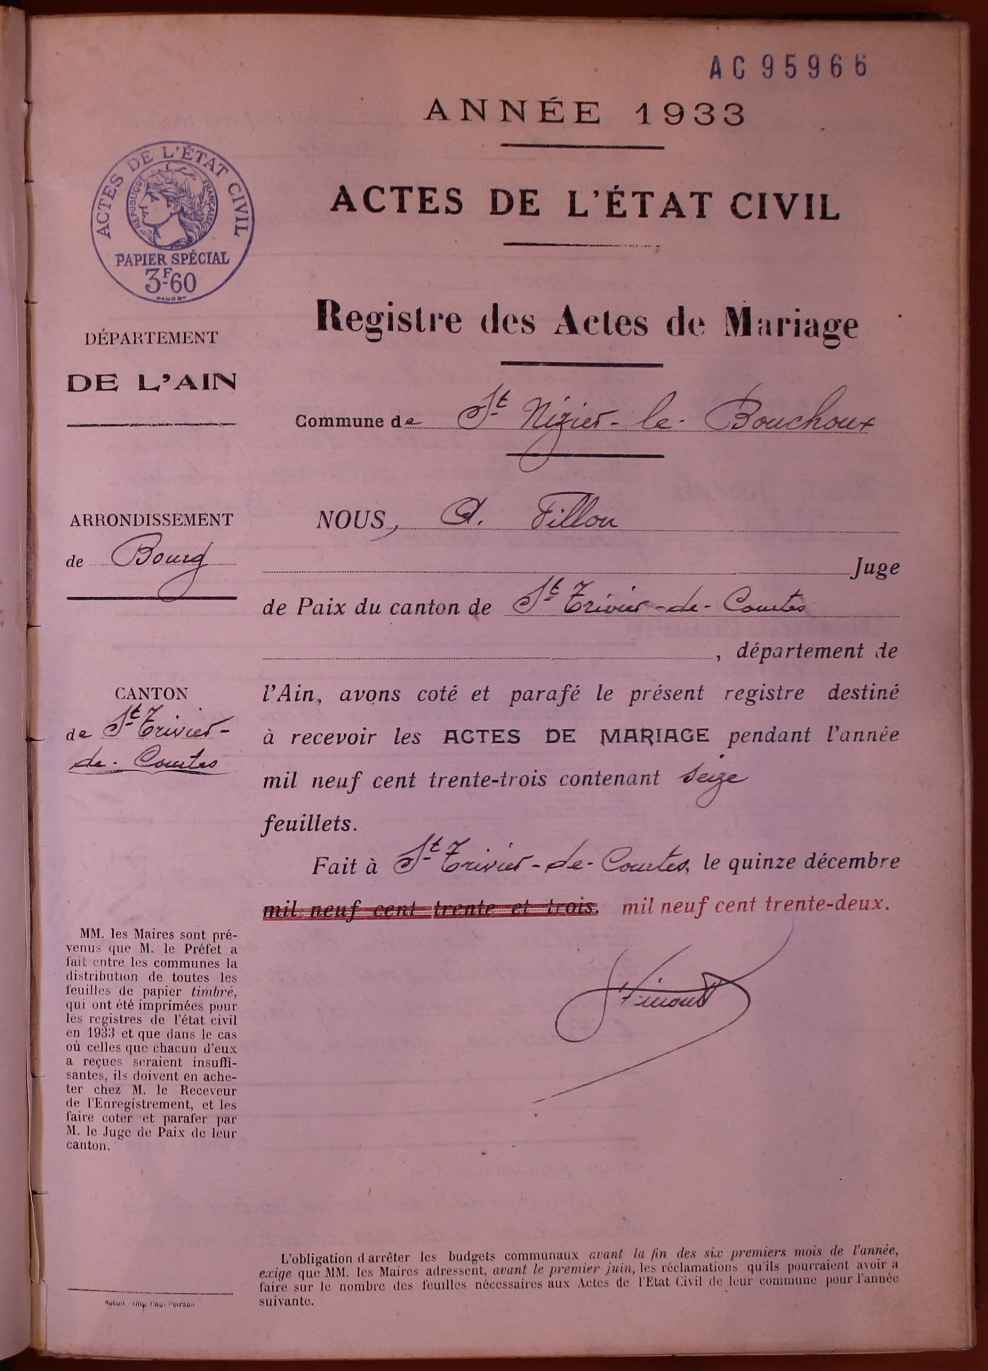 AC95966
ANNÉE 1933
ACTES DE L'ÉTAT CIVIL
ACTES DE L'ÉTAT CIVIL
RÉPUBLIQUE FRANÇAISE
PAPIER SPÉCIAL
3F60
Registre des Actes de Mariage
DÉPARTEMENT
DE L'AIN
Commune de St Nizier-le-Bouchoux
ARRONDISSEMENT
de Bourg
NOUS, A. Fillon
Juge
de Paix du canton de St Trivier-de-Courtes
, département de
CANTON
de St Trivier-
de-Courtes
l'Ain, avons coté et parafé le présent registre destiné
à recevoir les ACTES DE MARIAGE pendant l'année
mil neuf cent trente-trois contenant seize
feuillets.
Fait à St Trivier-de-Courtes, le quinze décembre
mil neuf cent trente et trois. mil neuf cent trente-deux.
MM. les Maires sont pré-
venus que M. le Préfet a
fait entre les communes la
distribution de toutes les
feuilles de papier timbré,
qui ont été imprimées pour
les registres de l'état civil
en 1933 et que dans le cas
où celles que chacun d'eux
a reçues seraient insuffi-
santes, ils doivent en ache-
ter chez M. le Receveur
de l'Enregistrement, et les
faire coter et parafer par
M. le Juge de Paix de leur
canton.
L'obligation d'arrêter les budgets communaux avant la fin des six premiers mois de l'année,
exige que MM. les Maires adressent, avant le premier juin, les réclamations qu'ils pourraient avoir à
faire sur le nombre des feuilles nécessaires aux Actes de l'Etat Civil de leur commune pour l'année
suivante.